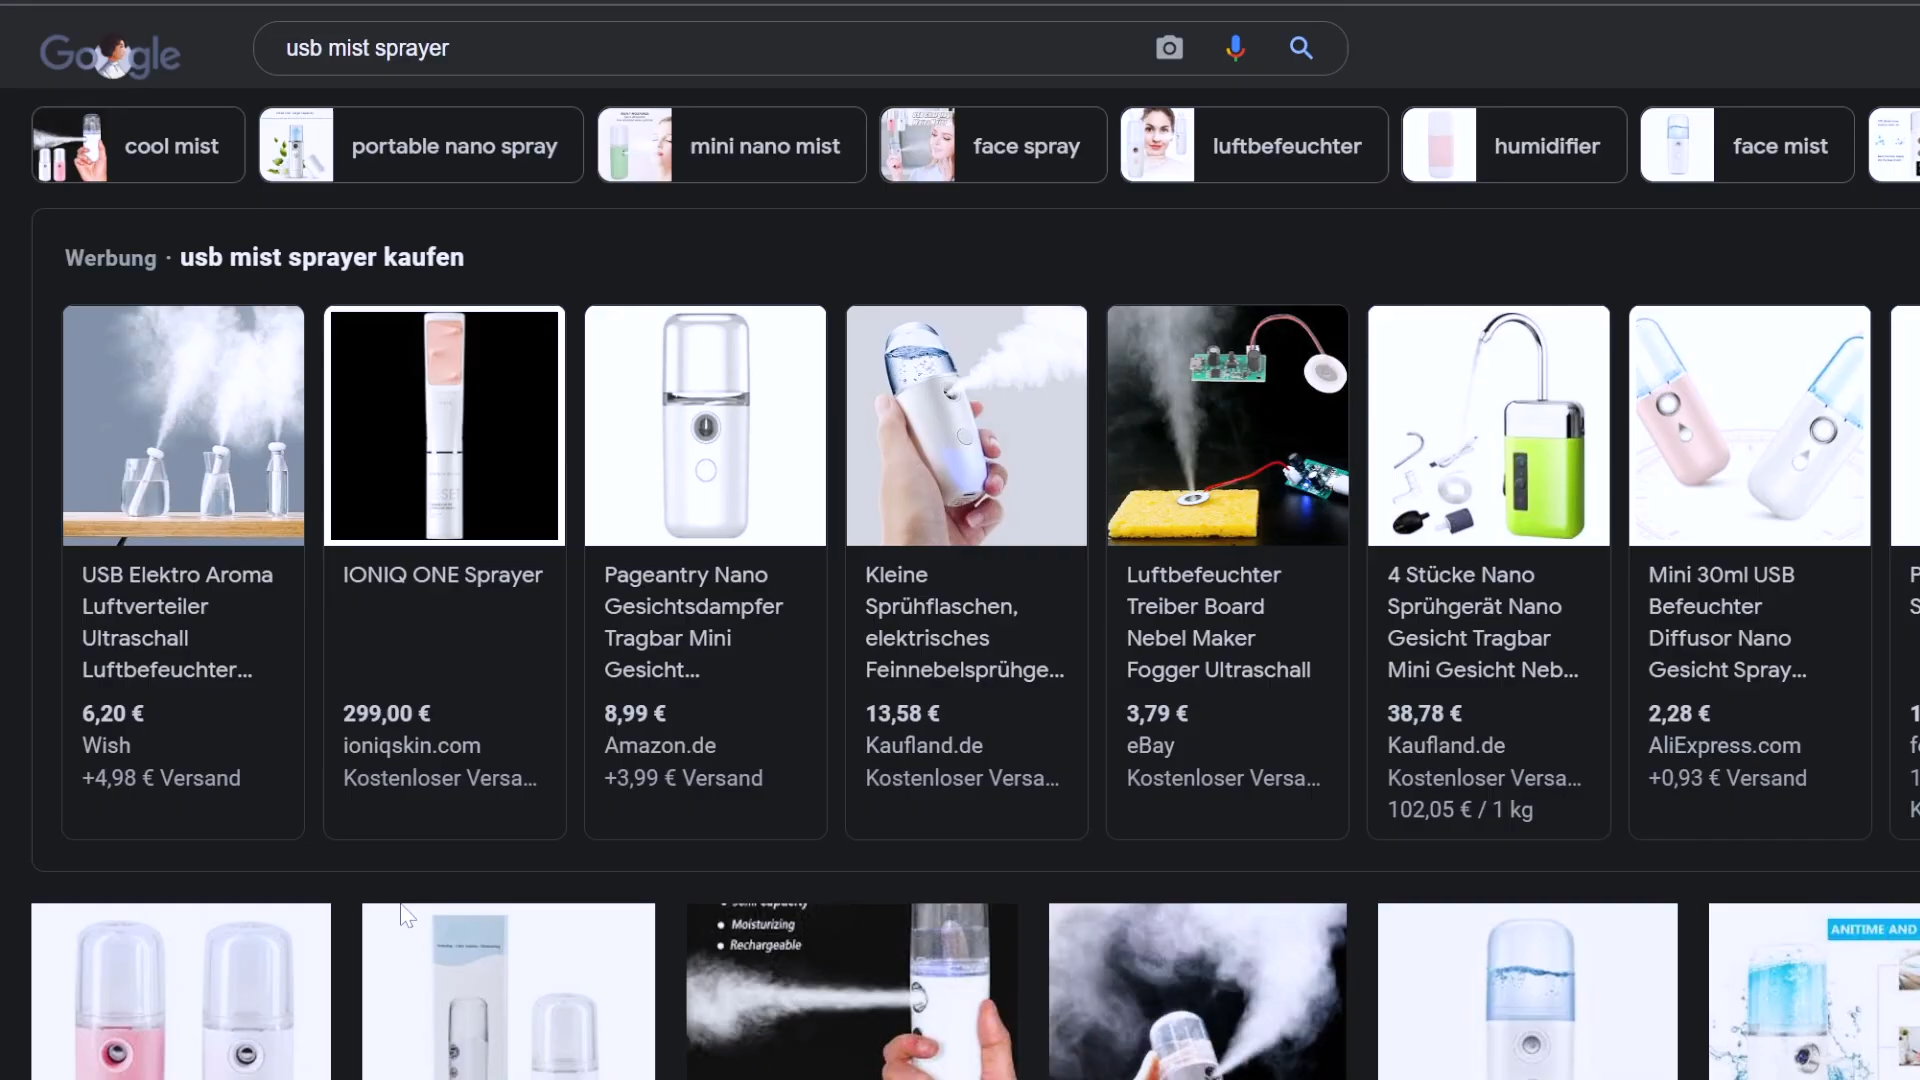 Google
usb mist sprayer
cool mist
portable nano spray
mini nano mist
face spray
luftbefeuchter
humidifier
face mist
Werbung · usb mist sprayer kaufen
USB Elektro Aroma
Luftverteiler
Ultraschall
Luftbefeuchter...
6,20 €
Wish
+4,98 € Versand
IONIQ ONE Sprayer
299,00 €
ioniqskin.com
Kostenloser Versa...
Pageantry Nano
Gesichtsdampfer
Tragbar Mini
Gesicht...
8,99 €
Amazon.de
+3,99 € Versand
Kleine
Sprühflaschen,
elektrisches
Feinnebelsprühge...
13,58 €
Kaufland.de
Kostenloser Versa...
Luftbefeuchter
Treiber Board
Nebel Maker
Fogger Ultraschall
3,79 €
eBay
Kostenloser Versa...
4 Stücke Nano
Sprühgerät Nano
Gesicht Tragbar
Mini Gesicht Neb...
38,78 €
Kaufland.de
Kostenloser Versa...
102,05 € / 1 kg
Mini 30ml USB
Befeuchter
Diffusor Nano
Gesicht Spray...
2,28 €
AliExpress.com
+0,93 € Versand
• Moisturizing
• Rechargeable
ANITIME AND